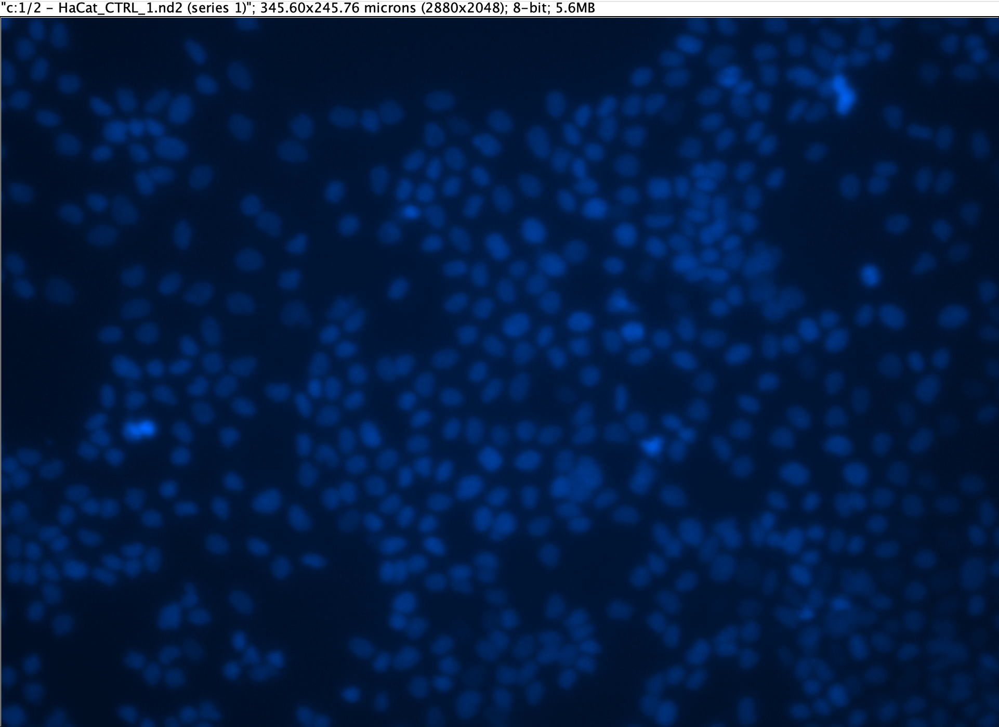 "c:1/2 – HaCat_CTRL_1.nd2 (series 1)"; 345.60x245.76 microns (2880x2048); 8–bit; 5.6MB